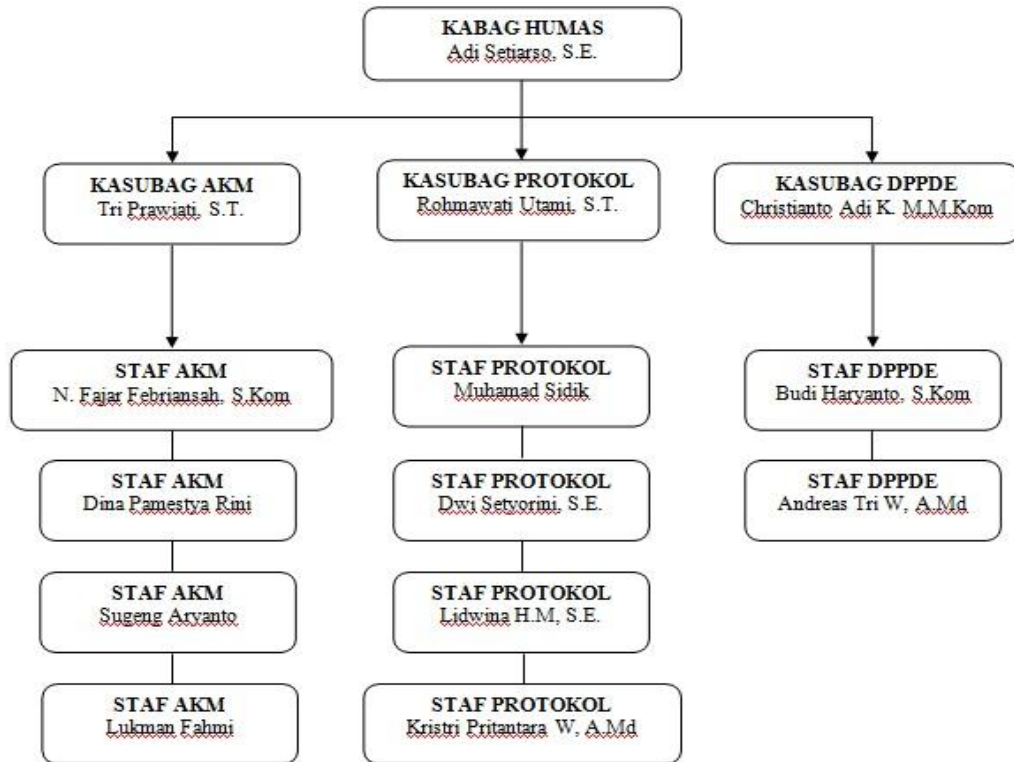 KABAG HUMAS
Adi Setiarso, S.E.
KASUBAG AKM
Tri Prawiati, S.T.
KASUBAG PROTOKOL
Rohmawati Utami, S.T.
KASUBAG DPPDE
Christianto Adi K. M.M.Kom
STAF AKM
N. Fajar Febriansah, S.Kom
STAF PROTOKOL
Muhamad Sidik
STAF DPPDE
Budi Haryanto, S.Kom
STAF AKM
Dina Pamestya Rini
STAF PROTOKOL
Dwi Setyorini, S.E.
STAF DPPDE
Andreas Tri W, A.Md
STAF AKM
Sugeng Aryanto
STAF PROTOKOL
Lidwina H.M, S.E.
STAF AKM
Lukman Fahmi
STAF PROTOKOL
Kristri Pritantara W, A.Md